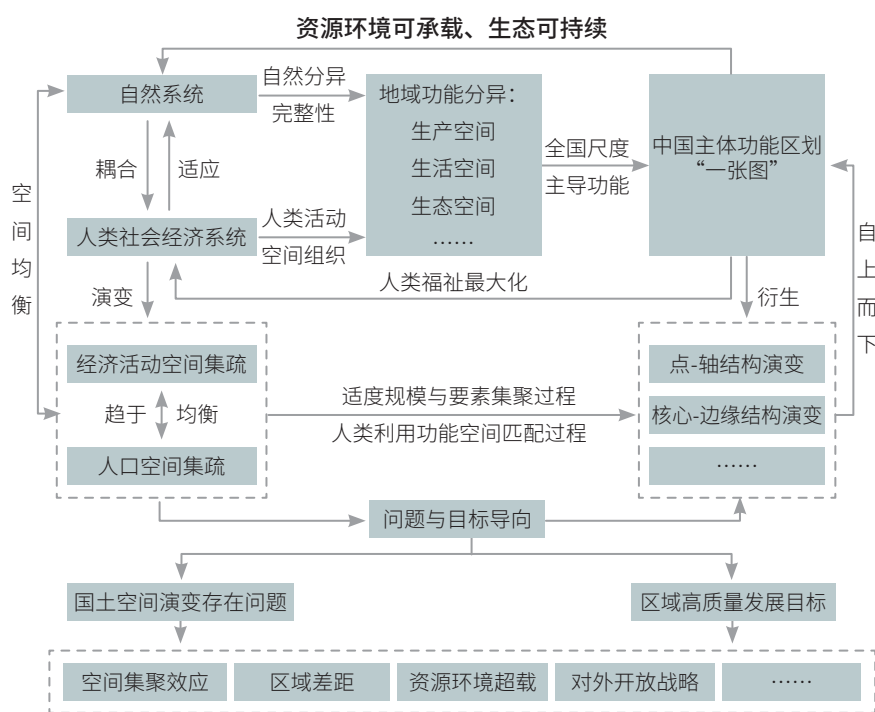 资源环境可承载、生态可持续
自然系统
自然分异
完整性
地域功能分异：
生产空间
生活空间
生态空间
……
全国尺度
主导功能
中国主体功能区划
“一张图”
耦合
适应
空间均衡
人类社会经济系统
人类活动
空间组织
人类福祉最大化
自上而下
演变
衍生
经济活动空间集疏
趋于
均衡
人口空间集疏
适度规模与要素集聚过程
人类利用功能空间匹配过程
点-轴结构演变
核心-边缘结构演变
……
问题与目标导向
国土空间演变存在问题
区域高质量发展目标
空间集聚效应
区域差距
资源环境超载
对外开放战略
……